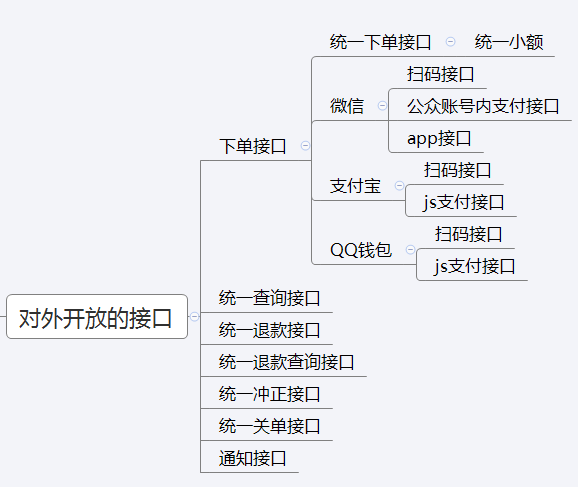 统一下单接口 统一小额
扫码接口
微信 公众账号内支付接口
app接口
下单接口
扫码接口
支付宝
js支付接口
扫码接口
QQ钱包
js支付接口
统一查询接口
对外开放的接口
统一退款接口
统一退款查询接口
统一冲正接口
统一关单接口
通知接口